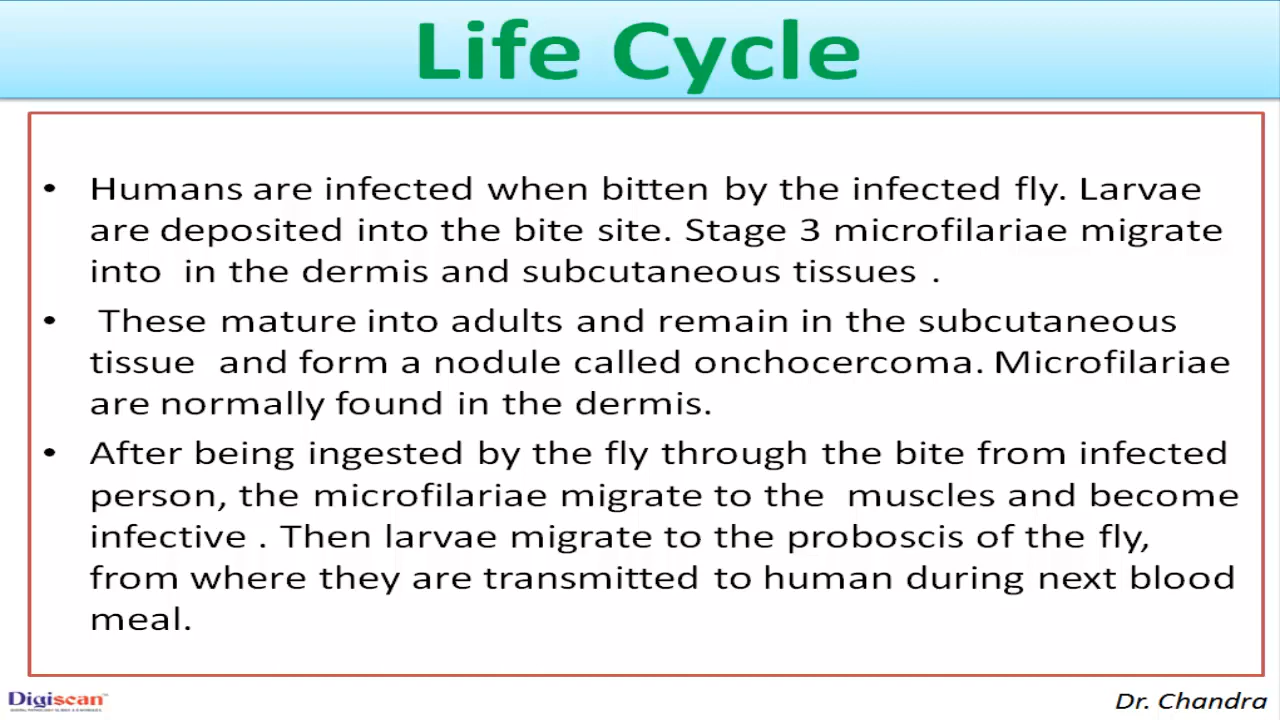 Life Cycle
• Humans are infected when bitten by the infected fly. Larvae
are deposited into the bite site. Stage 3 microfilariae migrate
into in the dermis and subcutaneous tissues .
• These mature into adults and remain in the subcutaneous
tissue and form a nodule called onchocercoma. Microfilariae
are normally found in the dermis.
• After being ingested by the fly through the bite from infected
person, the microfilariae migrate to the muscles and become
infective . Then larvae migrate to the proboscis of the fly,
from where they are transmitted to human during next blood
meal.
Digiscan
Dr. Chandra